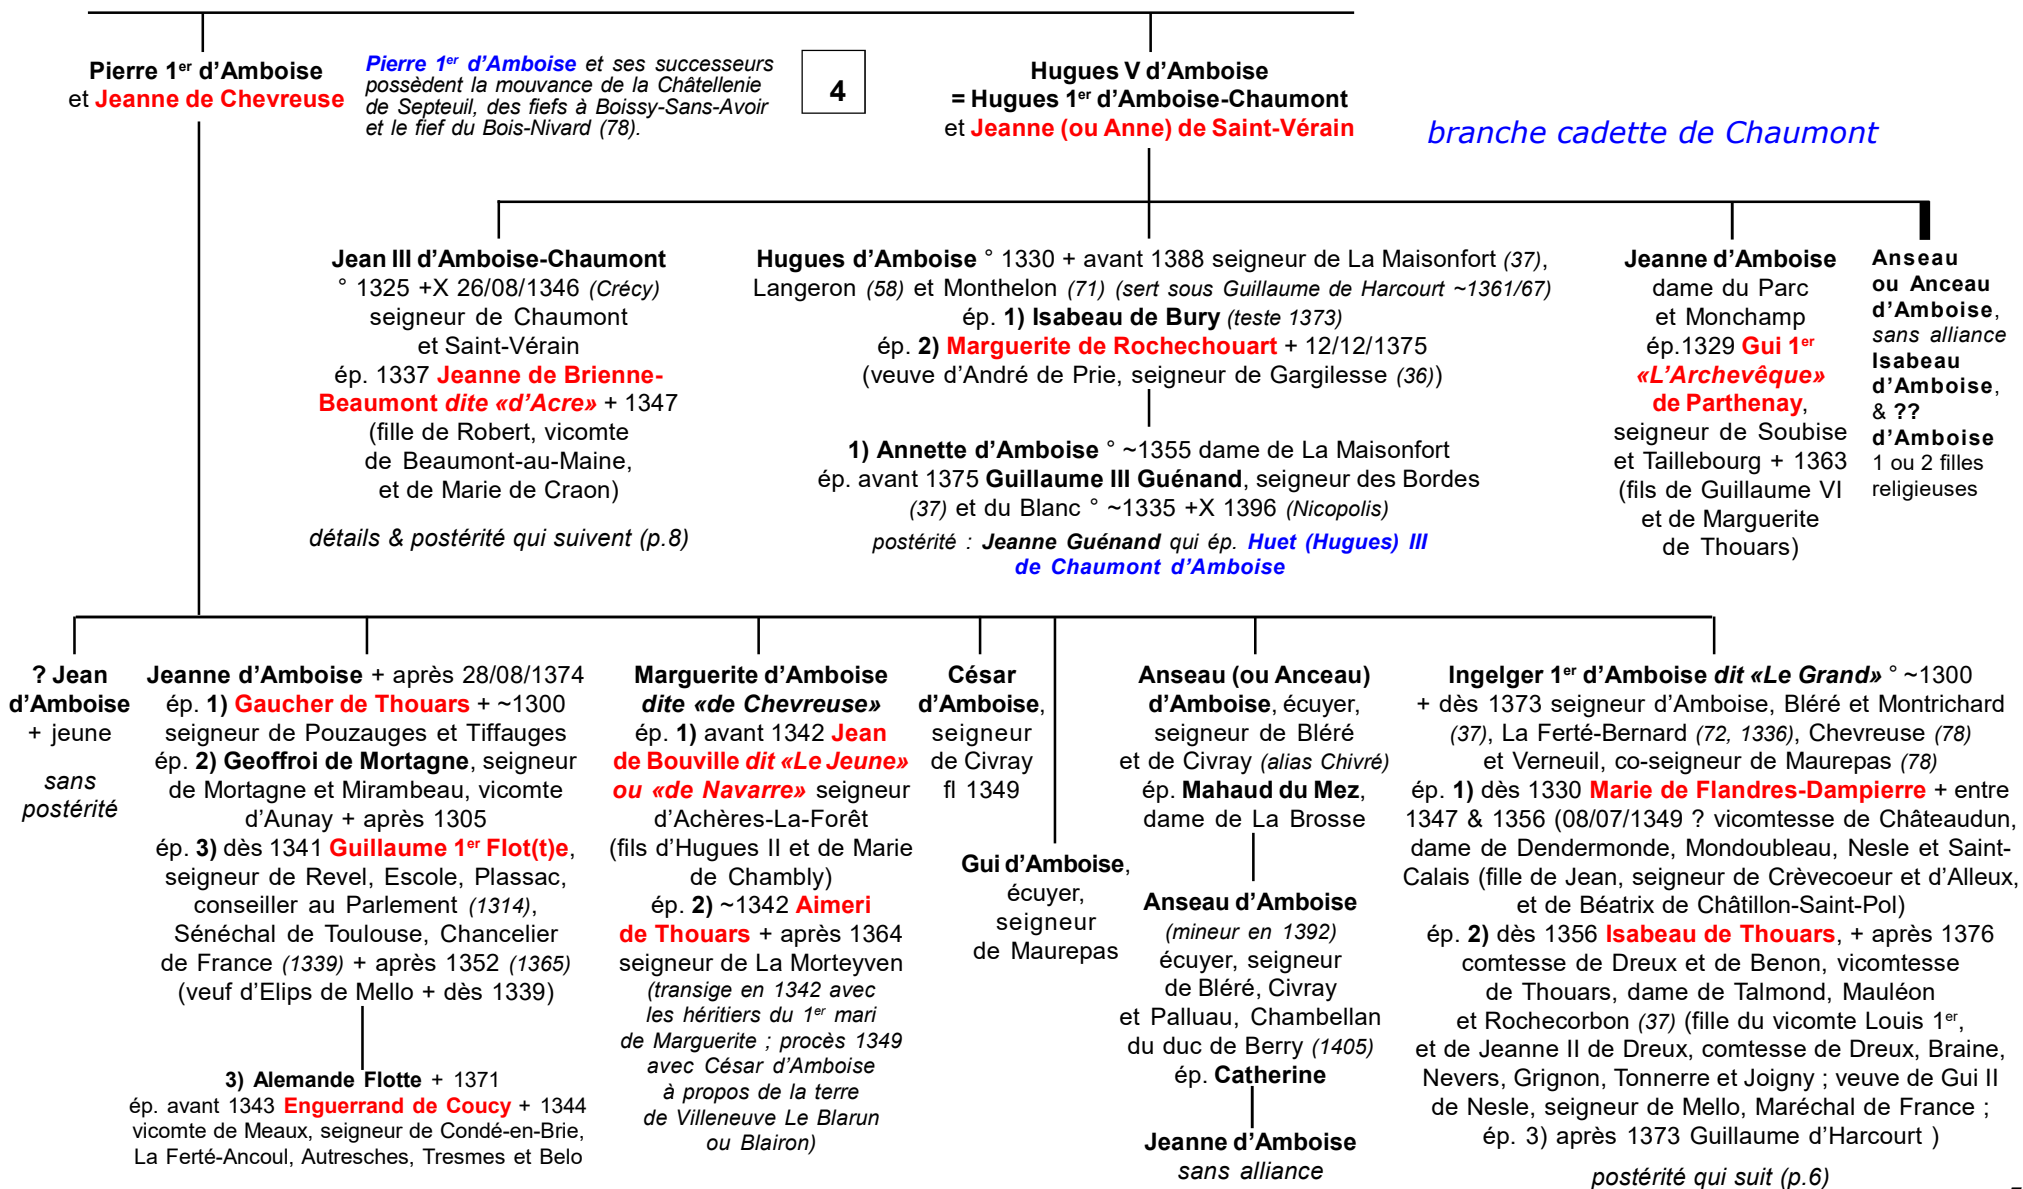 Pierre 1er d’Amboise
et Jeanne de Chevreuse
Pierre 1er d’Amboise et ses successeurs
possèdent la mouvance de la Châtellenie
de Septeuil, des fiefs à Boissy-Sans-Avoir
et le fief du Bois-Nivard (78).
4
Hugues V d’Amboise
= Hugues 1er d’Amboise-Chaumont
et Jeanne (ou Anne) de Saint-Vérain
branche cadette de Chaumont
Jean III d’Amboise-Chaumont
° 1325 +X 26/08/1346 (Crécy)
seigneur de Chaumont
et Saint-Vérain
ép. 1337 Jeanne de Brienne-
Beaumont dite «d’Acre» + 1347
(fille de Robert, vicomte
de Beaumont-au-Maine,
et de Marie de Craon)
détails & postérité qui suivent (p.8)
Hugues d’Amboise ° 1330 + avant 1388 seigneur de La Maisonfort (37),
Langeron (58) et Monthelon (71) (sert sous Guillaume de Harcourt ~1361/67)
ép. 1) Isabeau de Bury (teste 1373)
ép. 2) Marguerite de Rochechouart + 12/12/1375
(veuve d’André de Prie, seigneur de Gargilesse (36))
1) Annette d’Amboise ° ~1355 dame de La Maisonfort
ép. avant 1375 Guillaume III Guénand, seigneur des Bordes
(37) et du Blanc ° ~1335 +X 1396 (Nicopolis)
postérité : Jeanne Guénand qui ép. Huet (Hugues) III
de Chaumont d’Amboise
Jeanne d’Amboise
dame du Parc
et Monchamp
ép.1329 Gui 1er
«L’Archevêque»
de Parthenay,
seigneur de Soubise
et Taillebourg + 1363
(fils de Guillaume VI
et de Marguerite
de Thouars)
Anseau
ou Anceau
d’Amboise,
sans alliance
Isabeau
d’Amboise,
& ??
d’Amboise
1 ou 2 filles
religieuses
? Jean
d’Amboise
+ jeune
sans
postérité
Jeanne d’Amboise + après 28/08/1374
ép. 1) Gaucher de Thouars + ~1300
seigneur de Pouzauges et Tiffauges
ép. 2) Geoffroi de Mortagne, seigneur
de Mortagne et Mirambeau, vicomte
d’Aunay + après 1305
ép. 3) dès 1341 Guillaume 1er Flot(t)e,
seigneur de Revel, Escole, Plassac,
conseiller au Parlement (1314),
Sénéchal de Toulouse, Chancelier
de France (1339) + après 1352 (1365)
(veuf d’Elips de Mello + dès 1339)
3) Alemande Flotte + 1371
ép. avant 1343 Enguerrand de Coucy + 1344
vicomte de Meaux, seigneur de Condé-en-Brie,
La Ferté-Ancoul, Autresches, Tresmes et Belo
Marguerite d’Amboise
dite «de Chevreuse»
ép. 1) avant 1342 Jean
de Bouville dit «Le Jeune»
ou «de Navarre» seigneur
d’Achères-La-Forêt
(fils d’Hugues II et de Marie
de Chambly)
ép. 2) ~1342 Aimeri
de Thouars + après 1364
seigneur de La Morteyven
(transige en 1342 avec
les héritiers du 1er mari
de Marguerite ; procès 1349
avec César d’Amboise
à propos de la terre
de Villeneuve Le Blarun
ou Blairon)
César
d’Amboise,
seigneur
de Civray
fl 1349
Gui d’Amboise,
écuyer,
seigneur
de Maurepas
Anseau (ou Anceau)
d’Amboise, écuyer,
seigneur de Bléré
et de Civray (alias Chivré)
ép. Mahaud du Mez,
dame de La Brosse
Anseau d’Amboise
(mineur en 1392)
écuyer, seigneur
de Bléré, Civray
et Palluau, Chambellan
du duc de Berry (1405)
ép. Catherine
Jeanne d’Amboise
sans alliance
Ingelger 1er d’Amboise dit «Le Grand» ° ~1300
+ dès 1373 seigneur d’Amboise, Bléré et Montrichard
(37), La Ferté-Bernard (72, 1336), Chevreuse (78)
et Verneuil, co-seigneur de Maurepas (78)
ép. 1) dès 1330 Marie de Flandres-Dampierre + entre
1347 & 1356 (08/07/1349 ? vicomtesse de Châteaudun,
dame de Dendermonde, Mondoubleau, Nesle et Saint-
Calais (fille de Jean, seigneur de Crèvecoeur et d’Alleux,
et de Béatrix de Châtillon-Saint-Pol)
ép. 2) dès 1356 Isabeau de Thouars, + après 1376
comtesse de Dreux et de Benon, vicomtesse
de Thouars, dame de Talmond, Mauléon
et Rochecorbon (37) (fille du vicomte Louis 1er,
et de Jeanne II de Dreux, comtesse de Dreux, Braine,
Nevers, Grignon, Tonnerre et Joigny ; veuve de Gui II
de Nesle, seigneur de Mello, Maréchal de France ;
ép. 3) après 1373 Guillaume d’Harcourt )
postérité qui suit (p.6)